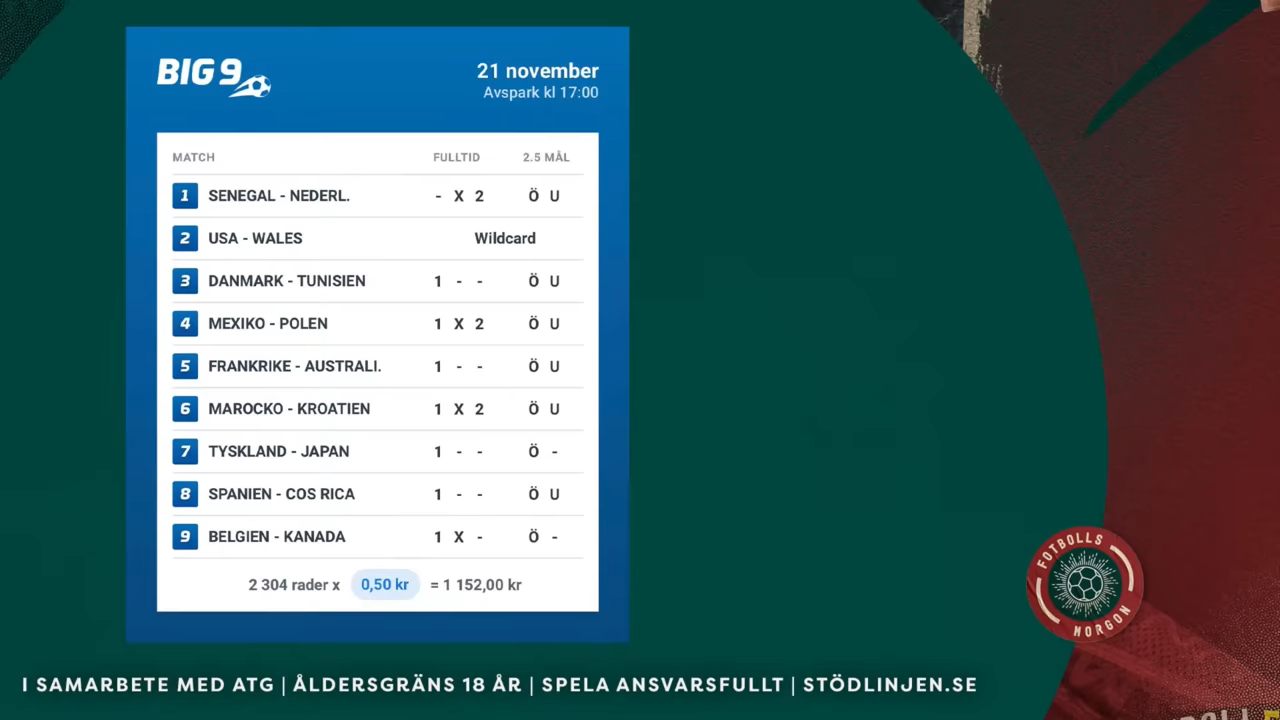 BIG 9
21 november
Avspark kl 17:00
MATCH FULLTID 2.5 MÅL
1 SENEGAL - NEDERL. - X 2 Ö U
2 USA - WALES Wildcard
3 DANMARK - TUNISIEN 1 - - Ö U
4 MEXIKO - POLEN 1 X 2 Ö U
5 FRANKRIKE - AUSTRALI. 1 - - Ö U
6 MAROCKO - KROATIEN 1 X 2 Ö U
7 TYSKLAND - JAPAN 1 - - Ö -
8 SPANIEN - COS RICA 1 - - Ö U
9 BELGIEN - KANADA 1 X - Ö -
2 304 rader x 0,50 kr = 1 152,00 kr
FOTBOLLS
MORGON
I SAMARBETE MED ATG | ÅLDERSGRÄNS 18 ÅR | SPELA ANSVARSFULLT | STÖDLINJEN.SE